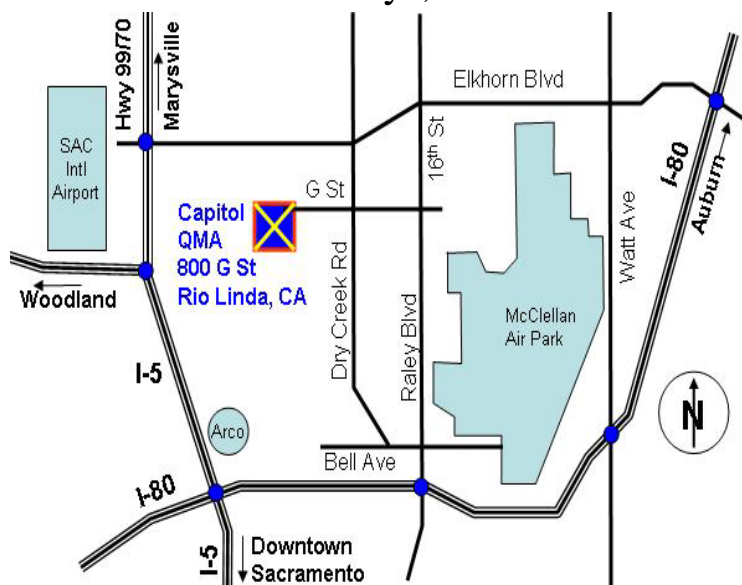 Hwy 99/70
Marysville
Elkhorn Blvd
SAC
Intl
Airport
16th St
I-80
Auburn
G St
Capitol
QMA
800 G St
Rio Linda, CA
Watt Ave
Woodland
Dry Creek Rd
Raley Blvd
McClellan
Air Park
I-5
N
Arco
Bell Ave
I-80
I-5
Downtown
Sacramento